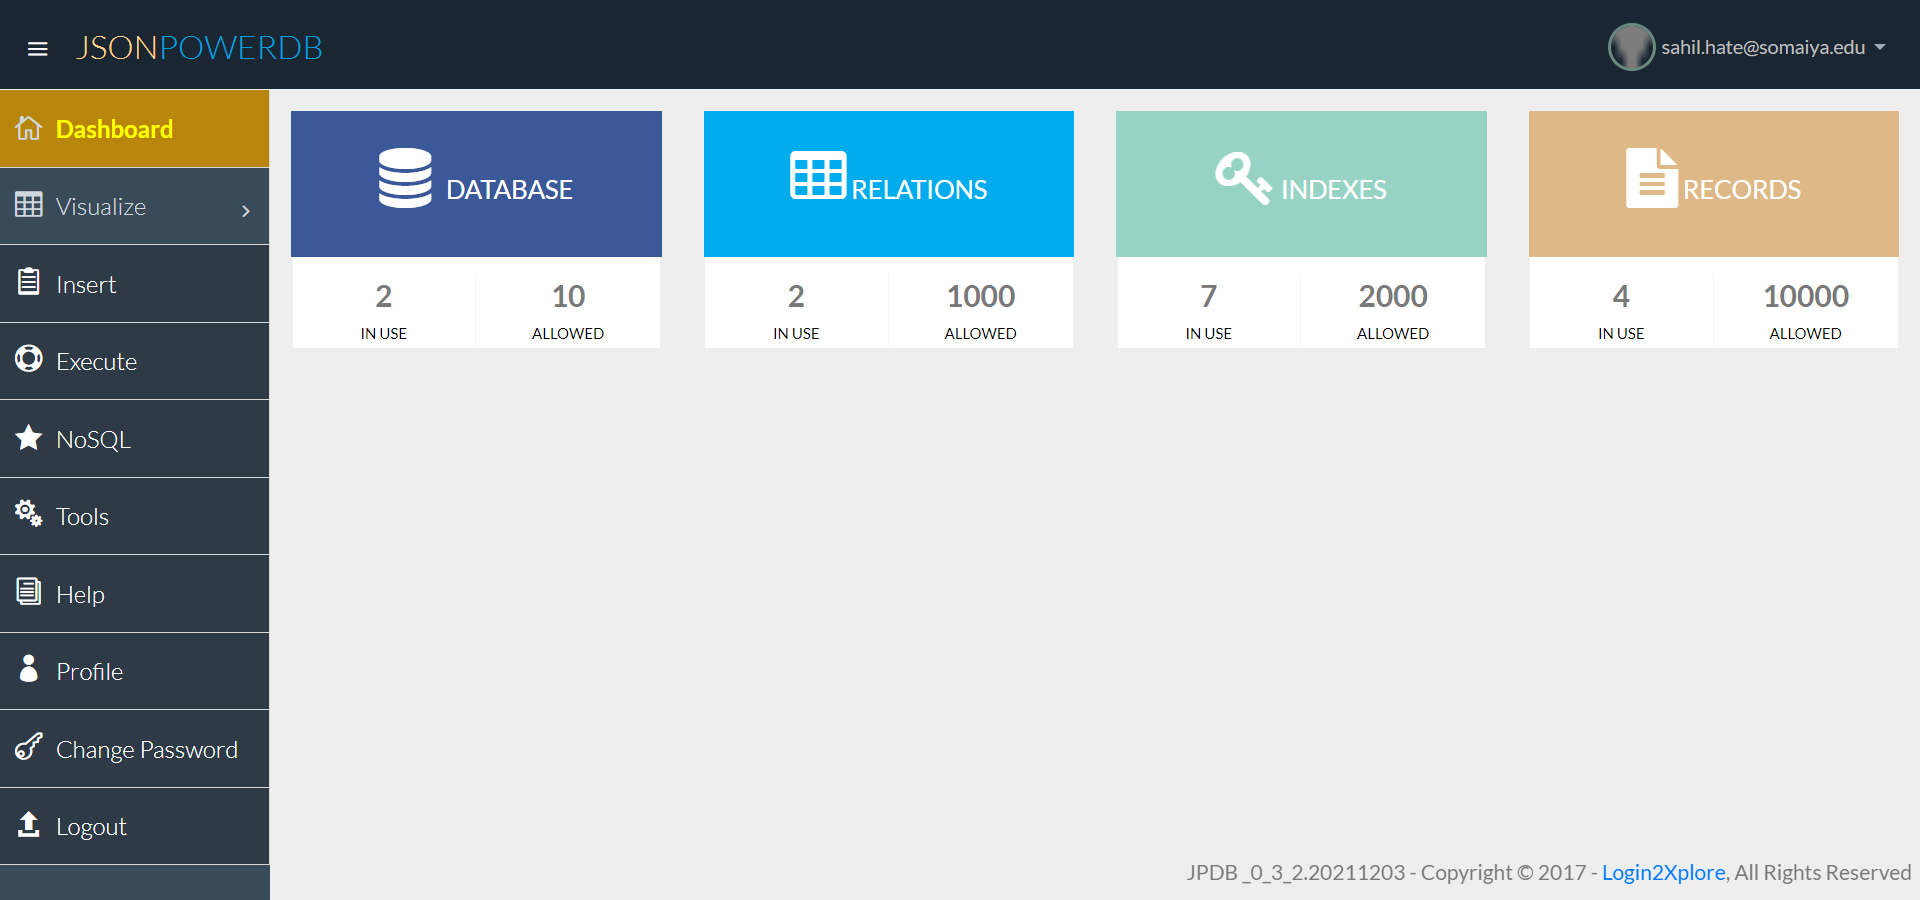 JSONPOWERDB
sahil.hate@somaiya.edu
Dashboard
Visualize
Insert
Execute
NoSQL
Tools
Help
Profile
Change Password
Logout
DATABASE
2
IN USE
10
ALLOWED
RELATIONS
2
IN USE
1000
ALLOWED
INDEXES
7
IN USE
2000
ALLOWED
RECORDS
4
IN USE
10000
ALLOWED
JPDB _0_3_2.20211203 - Copyright © 2017 - Login2Xplore, All Rights Reserved